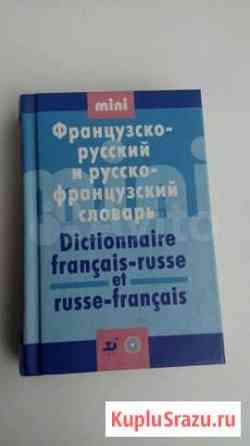 mini
Французско-
русский
и русско-
французский
словарь
Dictionnaire
français-russe
et
russe-français
KupluSrazu.ru